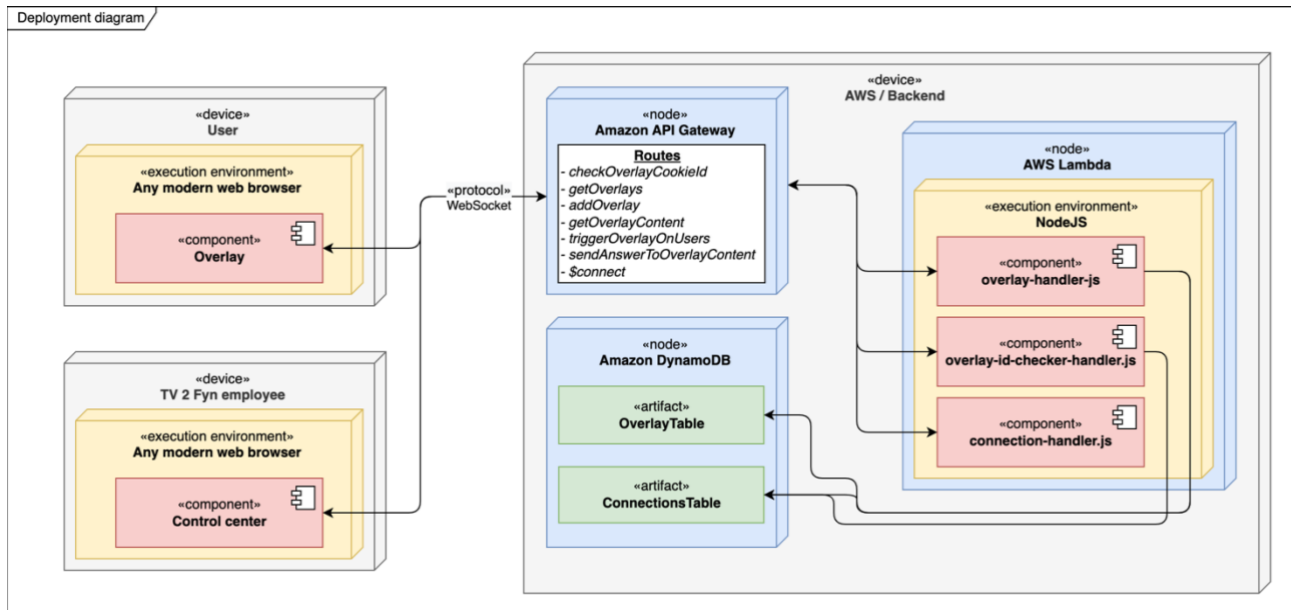 Deployment diagram
«device»
User
«execution environment»
Any modern web browser
«component»
Overlay
«device»
TV 2 Fyn employee
«execution environment»
Any modern web browser
«component»
Control center
«protocol»
WebSocket
«device»
AWS / Backend
«node»
Amazon API Gateway
Routes
- checkOverlayCookieId
- getOverlays
- addOverlay
- getOverlayContent
- triggerOverlayOnUsers
- sendAnswerToOverlayContent
- $connect
«node»
Amazon DynamoDB
«artifact»
OverlayTable
«artifact»
ConnectionsTable
«node»
AWS Lambda
«execution environment»
NodeJS
«component»
overlay-handler-js
«component»
overlay-id-checker-handler.js
«component»
connection-handler.js